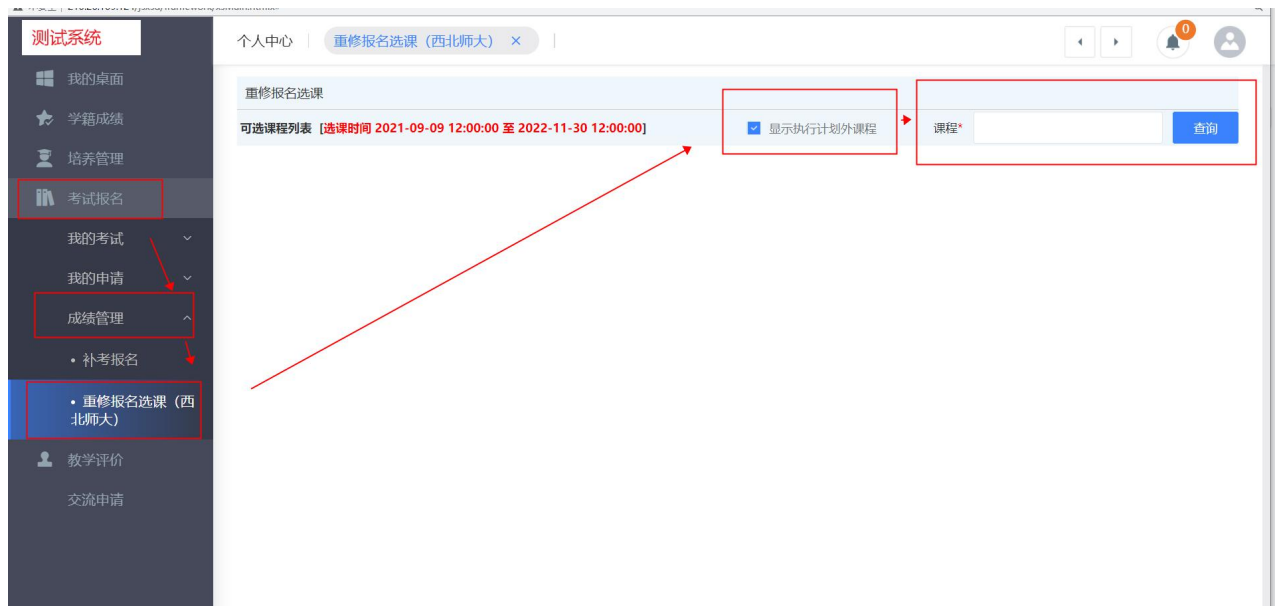 测试系统
个人中心
重修报名选课（西北师大） ×
0
我的桌面
学籍成绩
培养管理
考试报名
我的考试
我的申请
成绩管理
• 补考报名
• 重修报名选课（西
北师大）
教学评价
交流申请
重修报名选课
可选课程列表 [选课时间 2021-09-09 12:00:00 至 2022-11-30 12:00:00]
显示执行计划外课程
课程*
查询